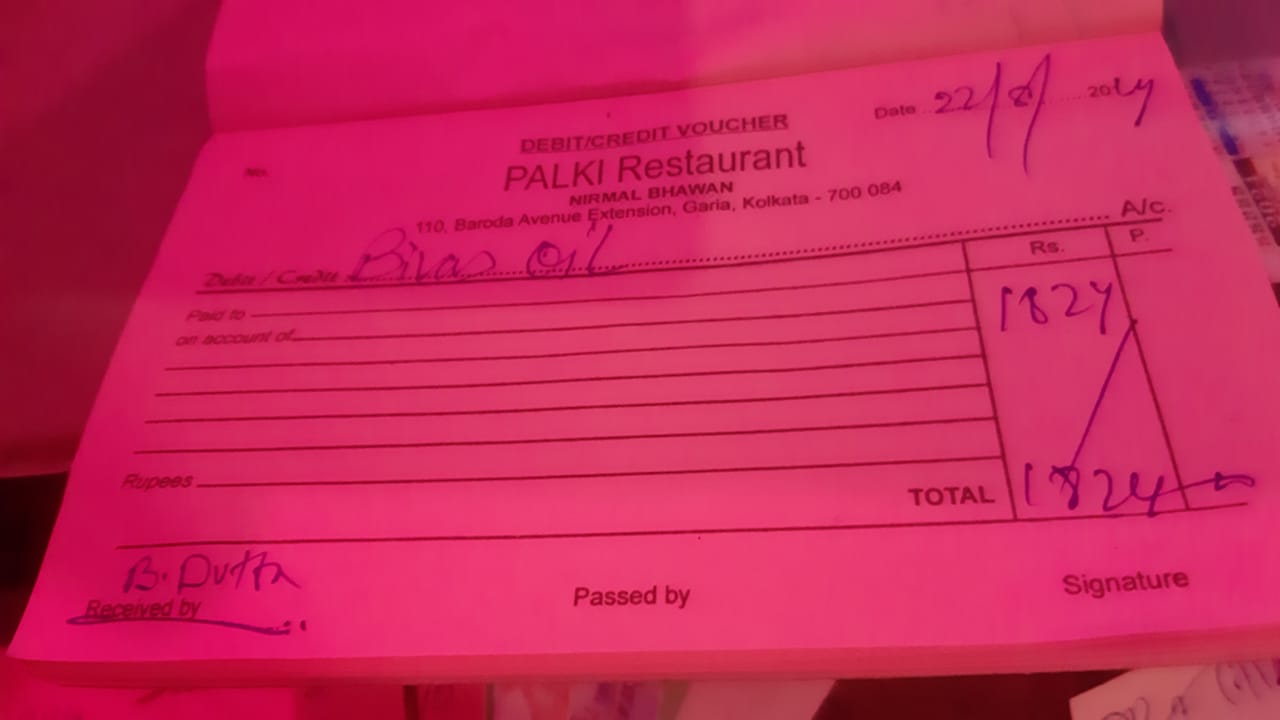 DEBIT/CREDIT VOUCHER
Date 22/8/ 2024
No.
PALKI Restaurant
NIRMAL BHAWAN
110, Baroda Avenue Extension, Garia, Kolkata - 700 084
Debit / Credit Bivas Oil A/c.
Rs. P.
Paid to
1824
on account of
Rupees
TOTAL 1824
B. Dutta
Received by Passed by Signature